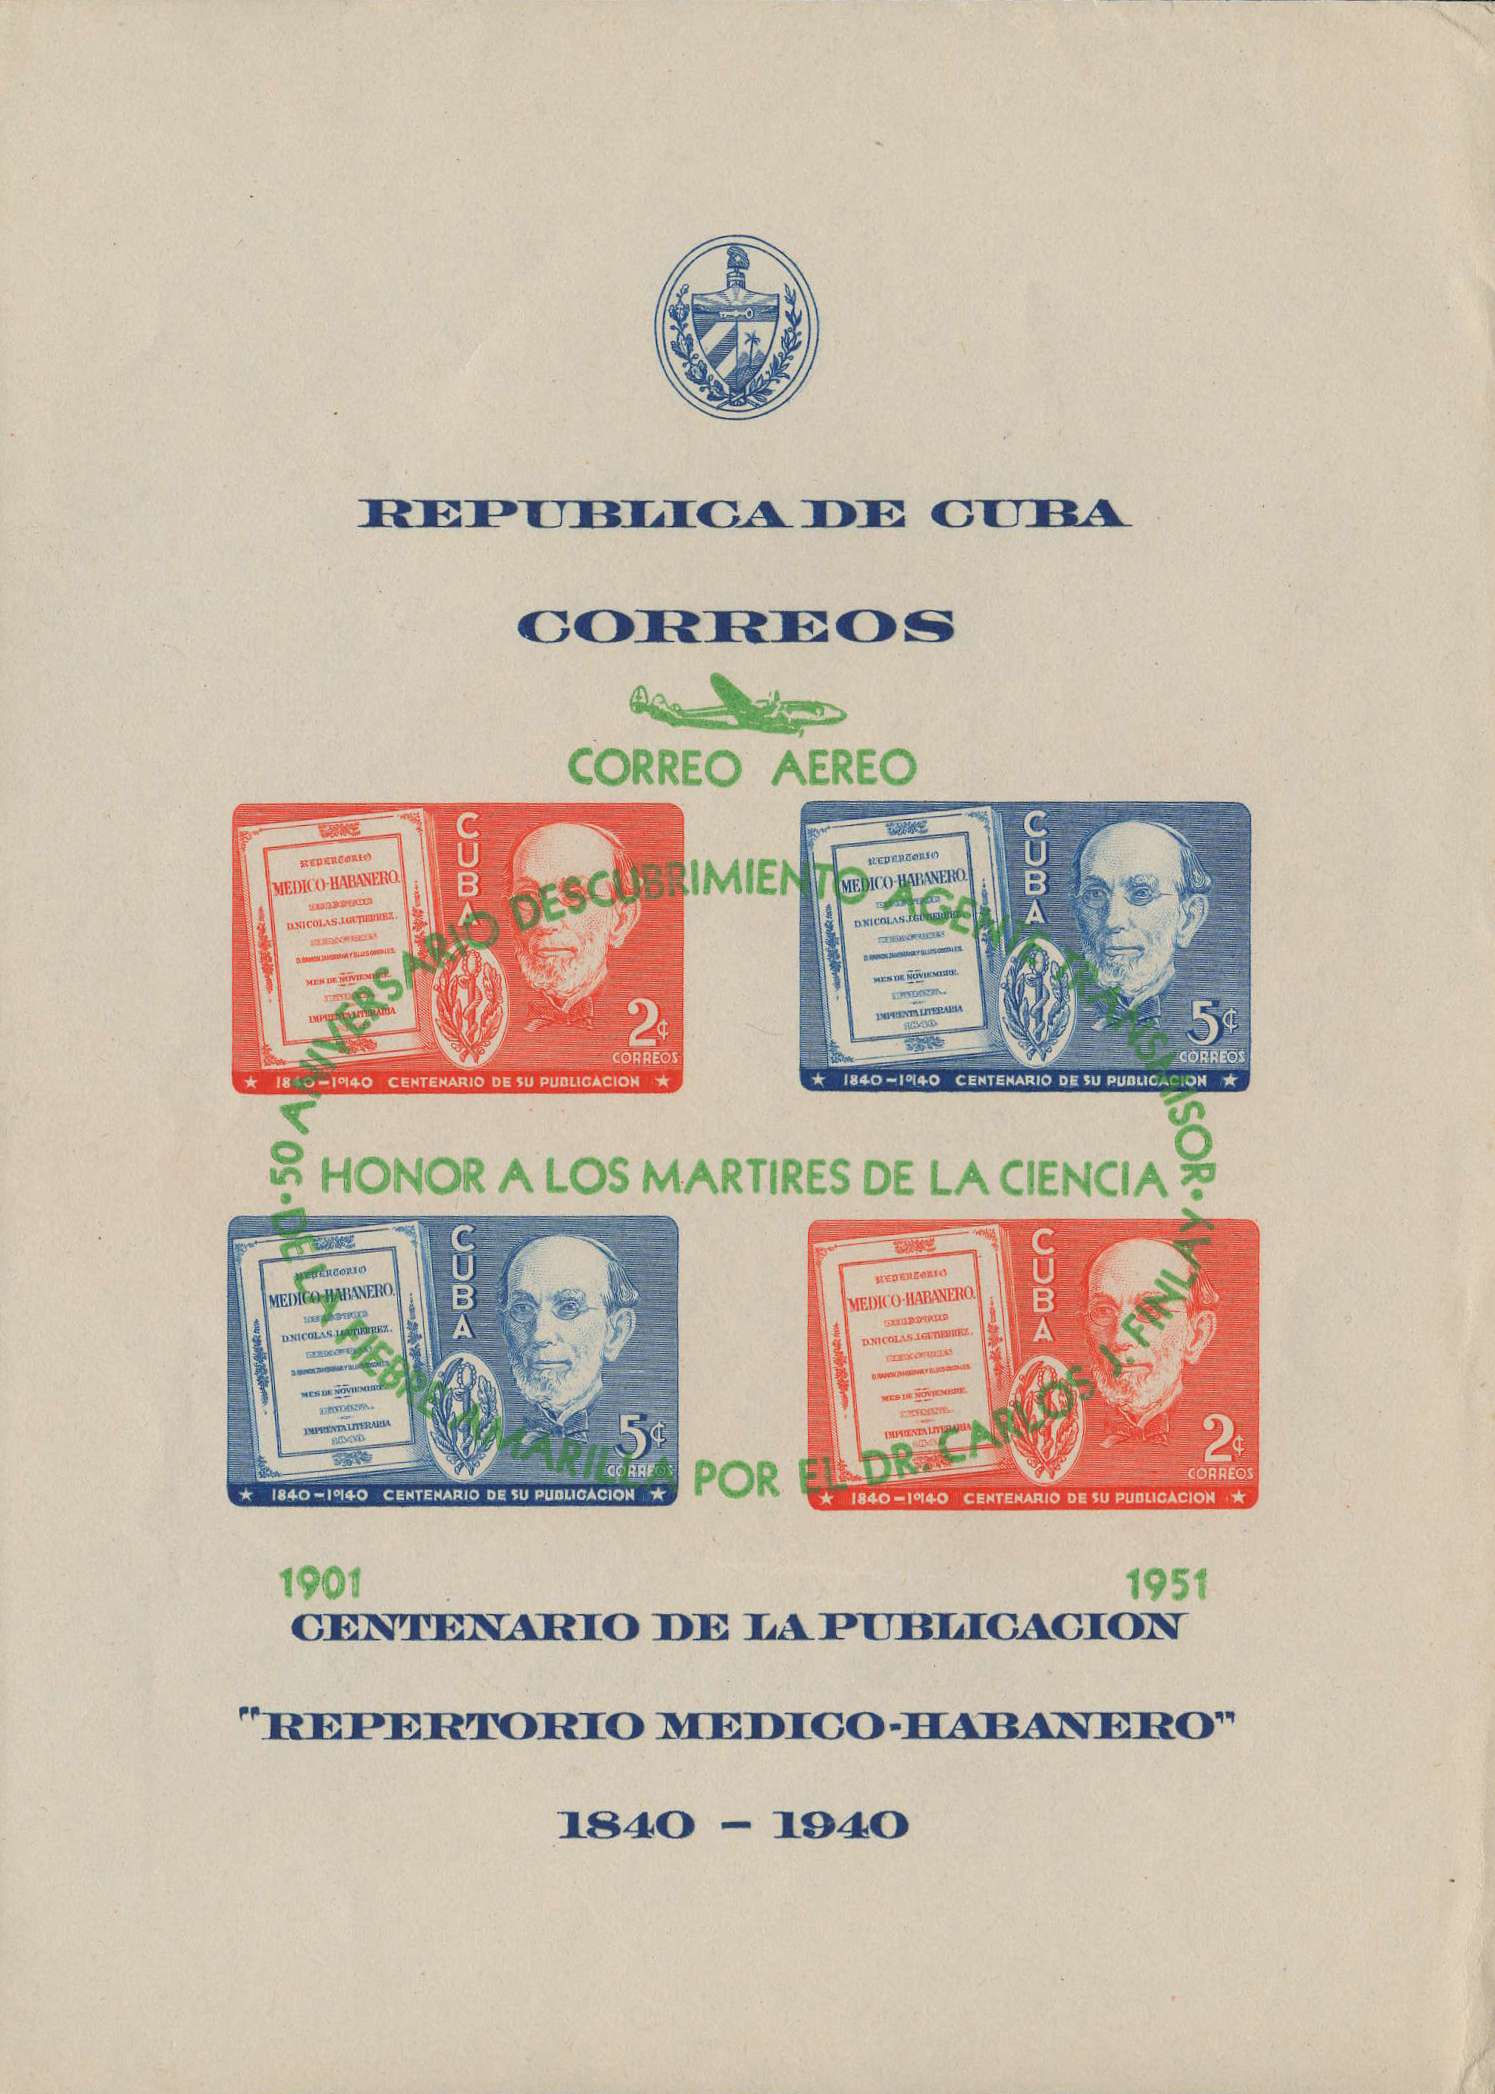 REPUBLICA DE CUBA
CORREOS
CORREO AEREO
REPERTORIO
MEDICO-HABANERO.
D. NICOLAS J. GUTIERREZ.
MES DE NOVIEMBRE.
IMPRENTA LITERARIA
CUBA
2¢
CORREOS
★ 1840-1940 CENTENARIO DE SU PUBLICACION ★
REPERTORIO
MEDICO-HABANERO.
D. NICOLAS J. GUTIERREZ.
MES DE NOVIEMBRE.
IMPRENTA LITERARIA
1840.
CUBA
5¢
CORREOS
★ 1840-1940 CENTENARIO DE SU PUBLICACION ★
·50 ANIVERSARIO DESCUBRIMIENTO AGENTE TRANSMISOR·
HONOR A LOS MARTIRES DE LA CIENCIA
DE LA FIEBRE AMARILLA POR EL DR. CARLOS J. FINLAY
REPERTORIO
MEDICO-HABANERO.
D. NICOLAS J. GUTIERREZ.
MES DE NOVIEMBRE.
IMPRENTA LITERARIA
1840.
CUBA
5¢
CORREOS
★ 1840-1940 CENTENARIO DE SU PUBLICACION ★
REPERTORIO
MEDICO-HABANERO.
D. NICOLAS J. GUTIERREZ.
MES DE NOVIEMBRE.
IMPRENTA LITERARIA
CUBA
2¢
CORREOS
★ 1840-1940 CENTENARIO DE SU PUBLICACION ★
1901 1951
CENTENARIO DE LA PUBLICACION
"REPERTORIO MEDICO-HABANERO"
1840 - 1940